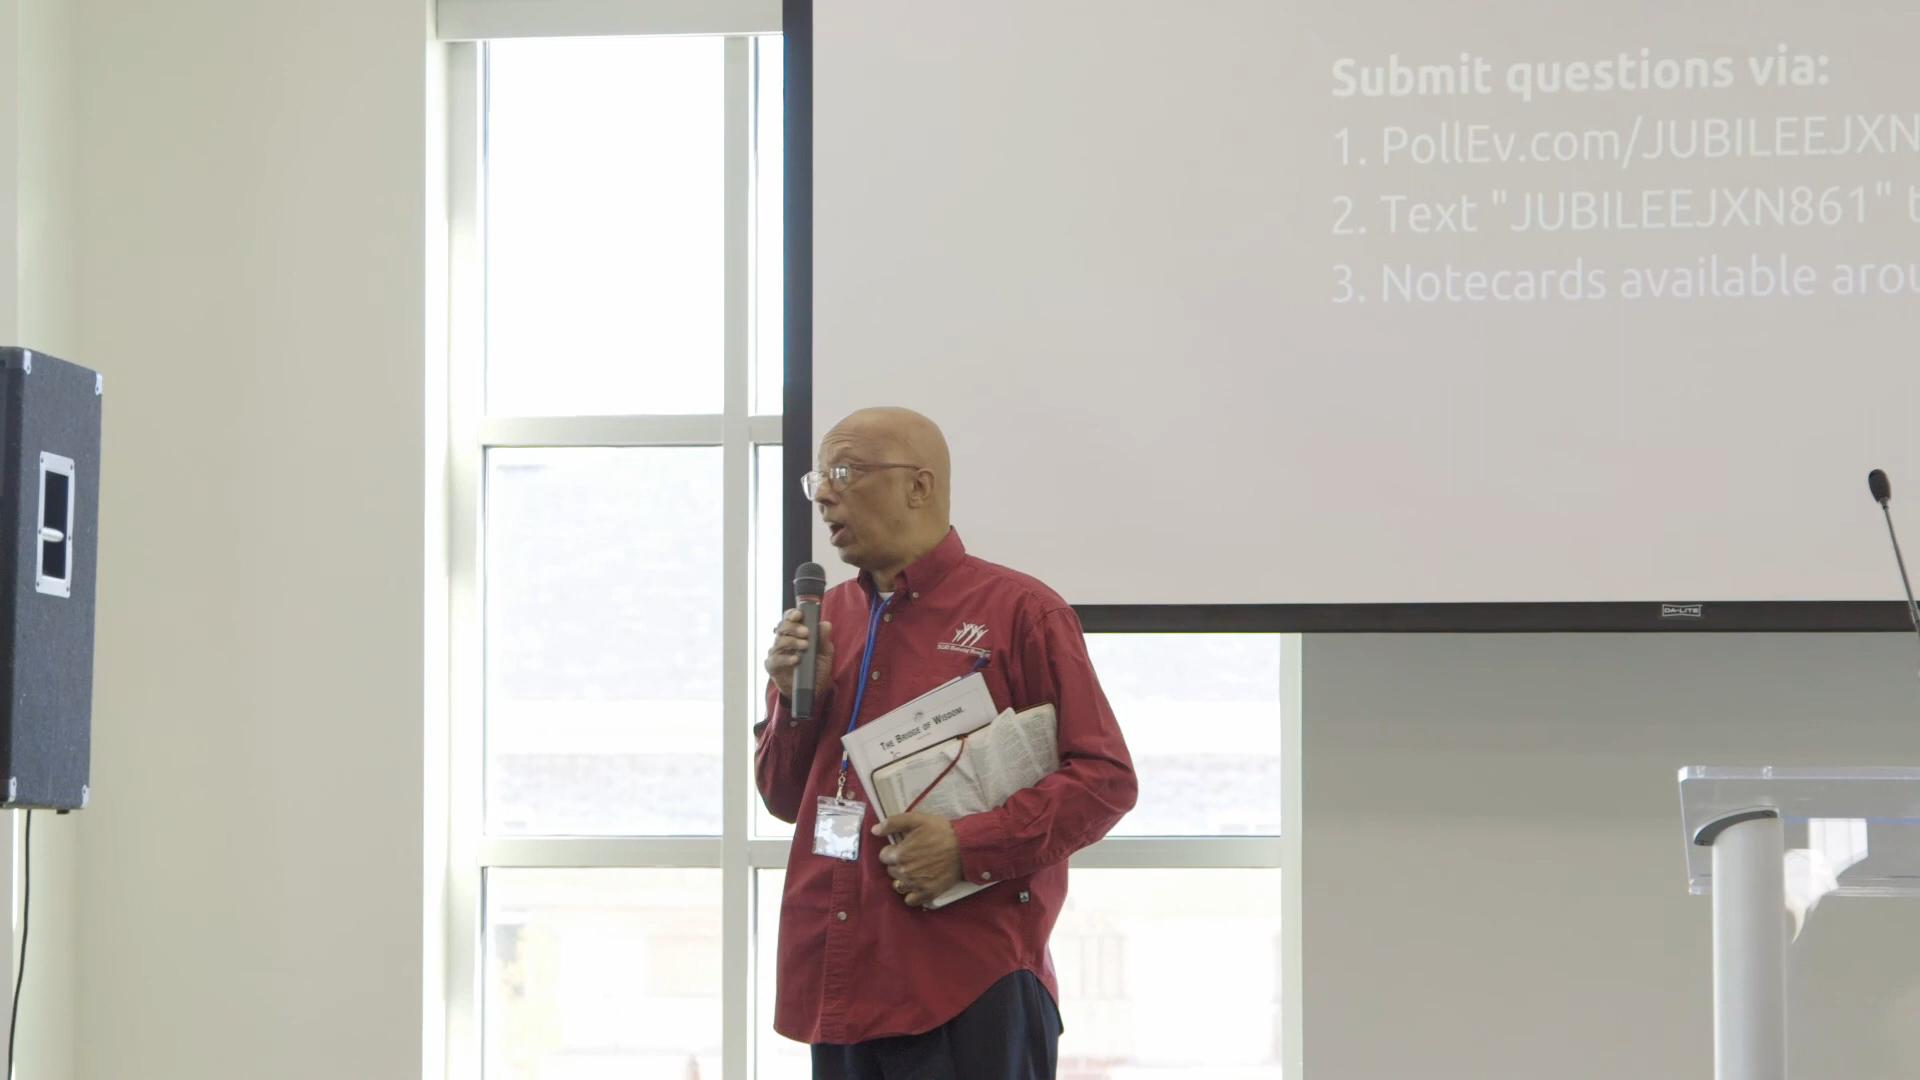 Submit questions via:
1. PollEv.com/JUBILEEJXN
2. Text "JUBILEEJXN861" t
3. Notecards available arou
DA-LITE
THE BRIDGE OF WISDOM